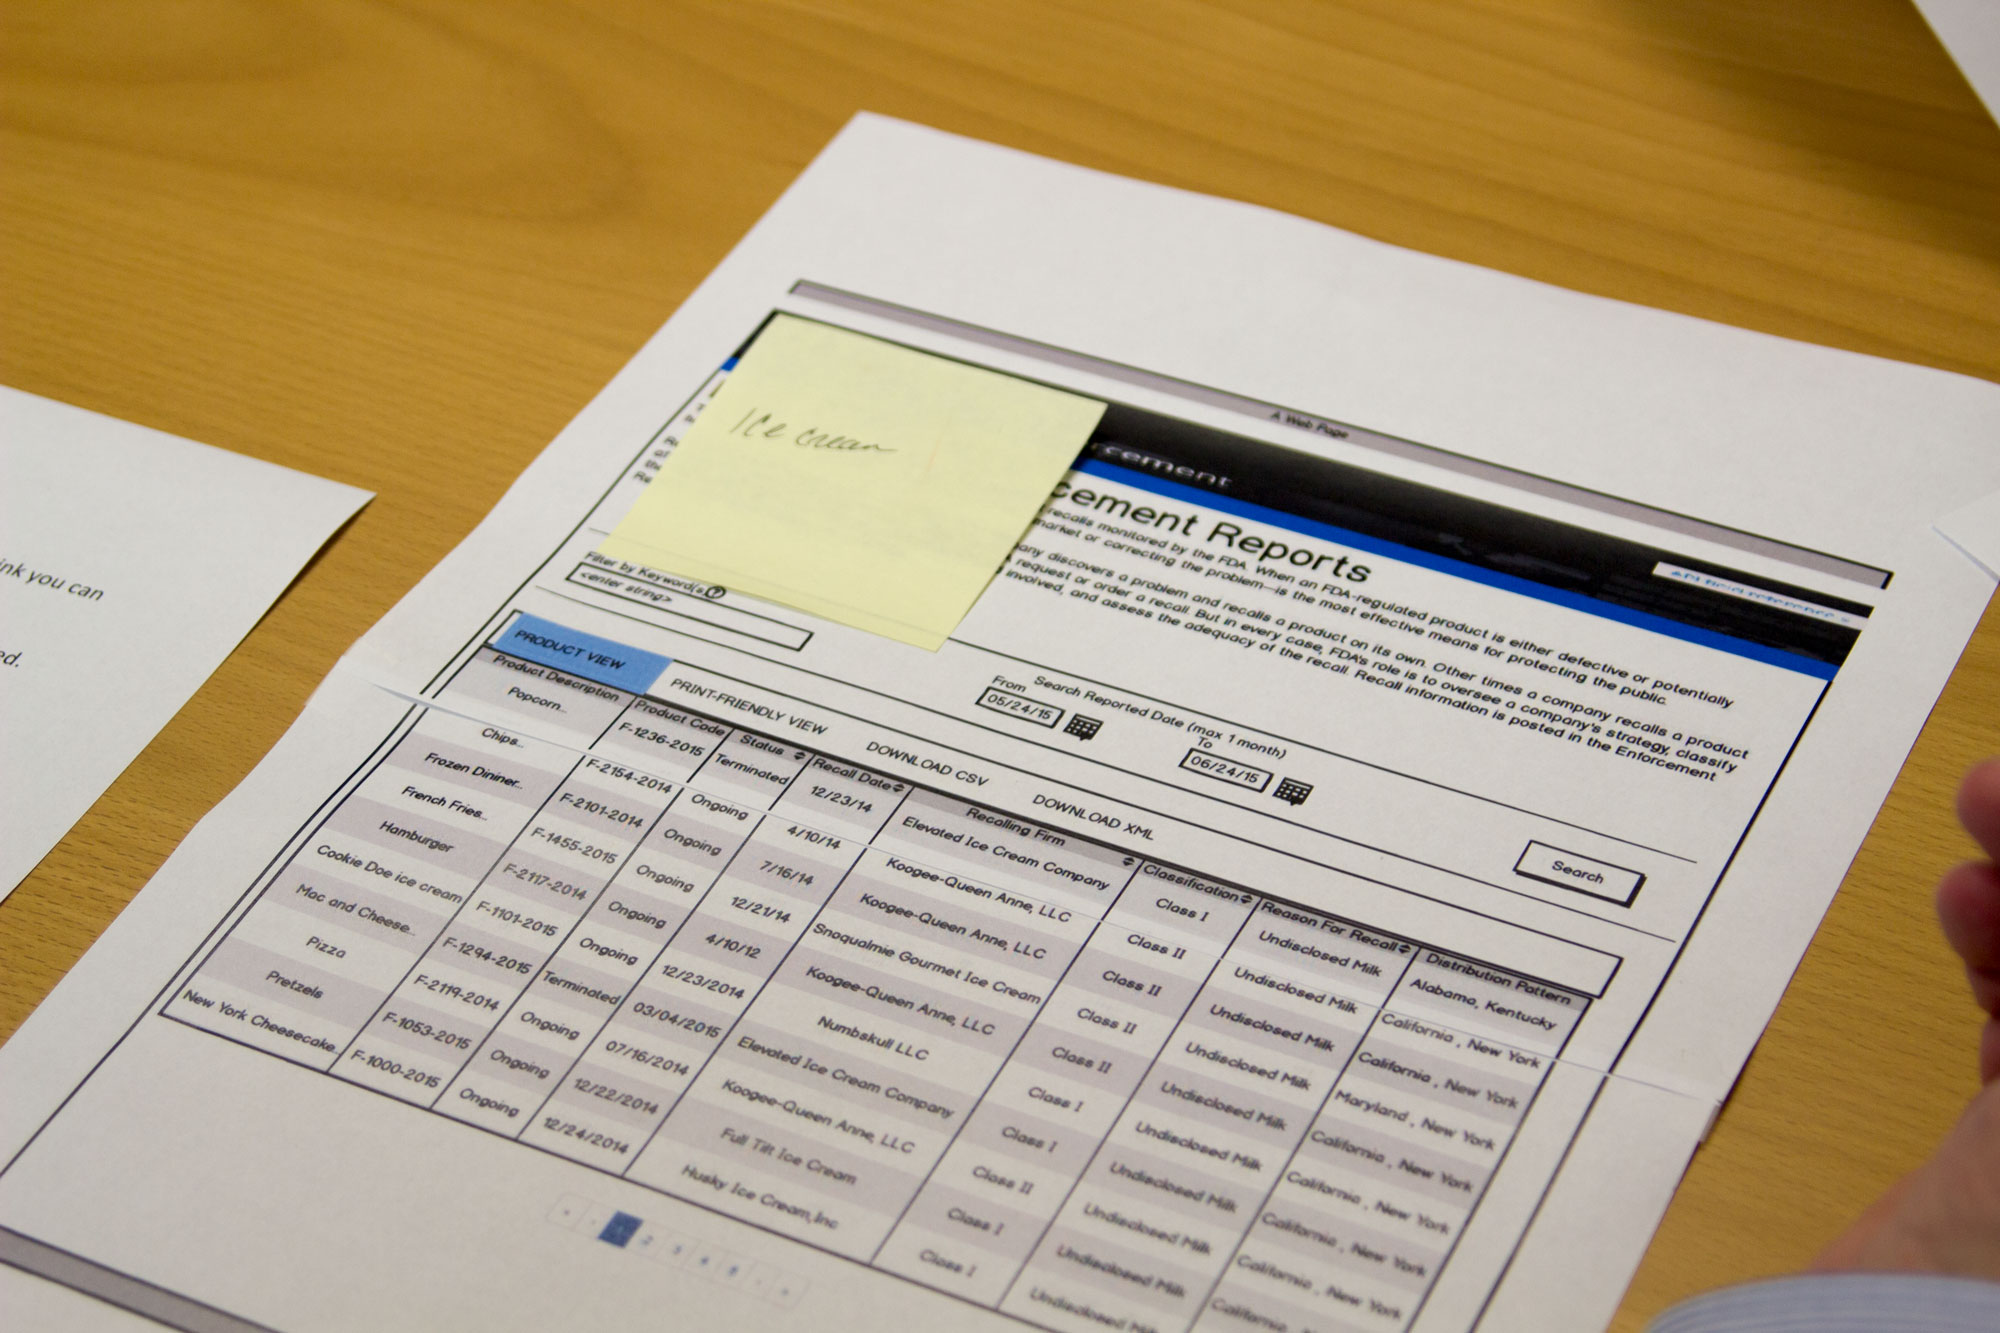 ink you can
ed.
A Web Page
Ice cream
rcement
cement Reports
recalls monitored by the FDA. When an FDA-regulated product is either defective or potentially
market or correcting the problem—is the most effective means for protecting the public.
any discovers a problem and recalls a product on its own. Other times a company recalls a product
request or order a recall. But in every case, FDA's role is to oversee a company's strategy, classify
involved, and assess the adequacy of the recall. Recall information is posted in the Enforcement
Filter by Keyword(s)
<enter string>
Search Reported Date (max 1 month)
From To
05/24/15 06/24/15
Search
PRODUCT VIEW PRINT-FRIENDLY VIEW DOWNLOAD CSV DOWNLOAD XML
Product Description Product Code Status Recall Date Recalling Firm Classification Reason For Recall Distribution Pattern
Popcorn... F-1236-2015 Terminated 12/23/14 Elevated Ice Cream Company Class I Undisclosed Milk Alabama, Kentucky
Chips... F-2154-2014 Ongoing 4/10/14 Koogee-Queen Anne, LLC Class II Undisclosed Milk California , New York
Frozen Dininer... F-2101-2014 Ongoing 7/16/14 Koogee-Queen Anne, LLC Class II Undisclosed Milk California , New York
French Fries... F-1455-2015 Ongoing 12/21/14 Snoqualmie Gourmet Ice Cream Class II Undisclosed Milk Maryland , New York
Hamburger F-2117-2014 Ongoing 4/10/12 Koogee-Queen Anne, LLC Class II Undisclosed Milk California , New York
Cookie Doe ice cream F-1101-2015 Ongoing 12/23/2014 Numbskull LLC Class I Undisclosed Milk California , New York
Mac and Cheese... F-1294-2015 Terminated 03/04/2015 Elevated Ice Cream Company Class I Undisclosed Milk California , New York
Pizza F-2119-2014 Ongoing 07/16/2014 Koogee-Queen Anne, LLC Class II Undisclosed Milk California , New York
Pretzels F-1053-2015 Ongoing 12/22/2014 Full Tilt Ice Cream Class I Undisclosed Milk California ,
New York Cheesecake... F-1000-2015 Ongoing 12/24/2014 Husky Ice Cream,Inc Class I Undisclosed Milk
1 2 3 4 5